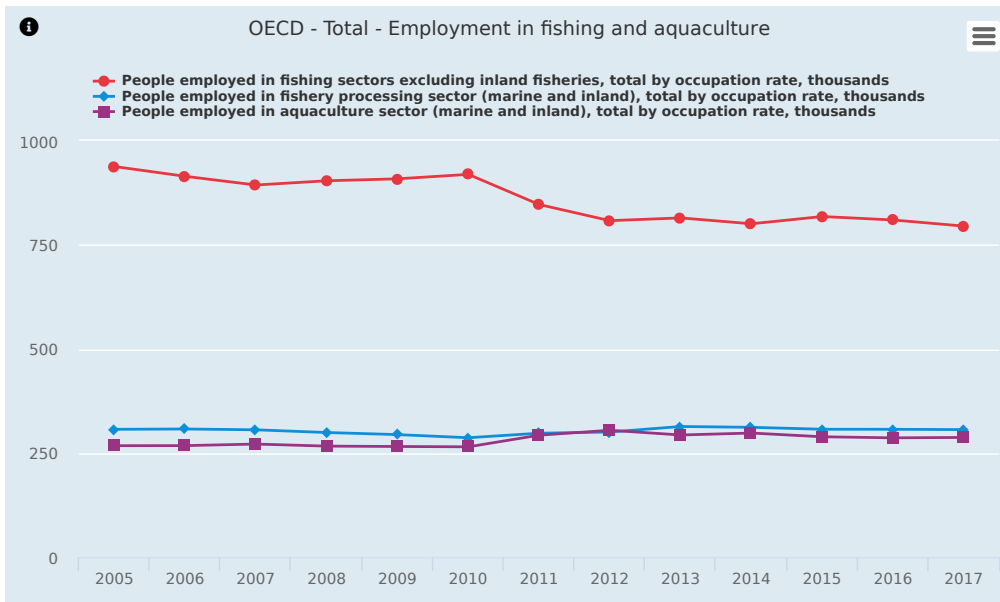 OECD - Total - Employment in fishing and aquaculture
People employed in fishing sectors excluding inland fisheries, total by occupation rate, thousands
People employed in fishery processing sector (marine and inland), total by occupation rate, thousands
People employed in aquaculture sector (marine and inland), total by occupation rate, thousands
1000
750
500
250
0
2005 2006 2007 2008 2009 2010 2011 2012 2013 2014 2015 2016 2017